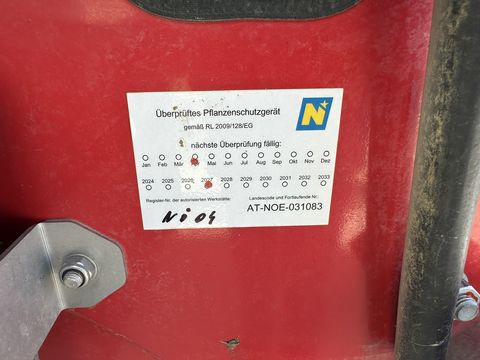 Überprüftes Pflanzenschutzgerät
gemäß RL 2009/128/EG
N
nächste Überprüfung fällig:
Jan Feb Mär Mai Jun Jul Aug Sep Okt Nov Dez
2024 2025 2026 2027 2028 2029 2030 2031 2032 2033
Register-Nr. der autorisierten Werkstätte:
Landescode und Fortlaufende Nr.:
Ni 04
AT-NOE-031083